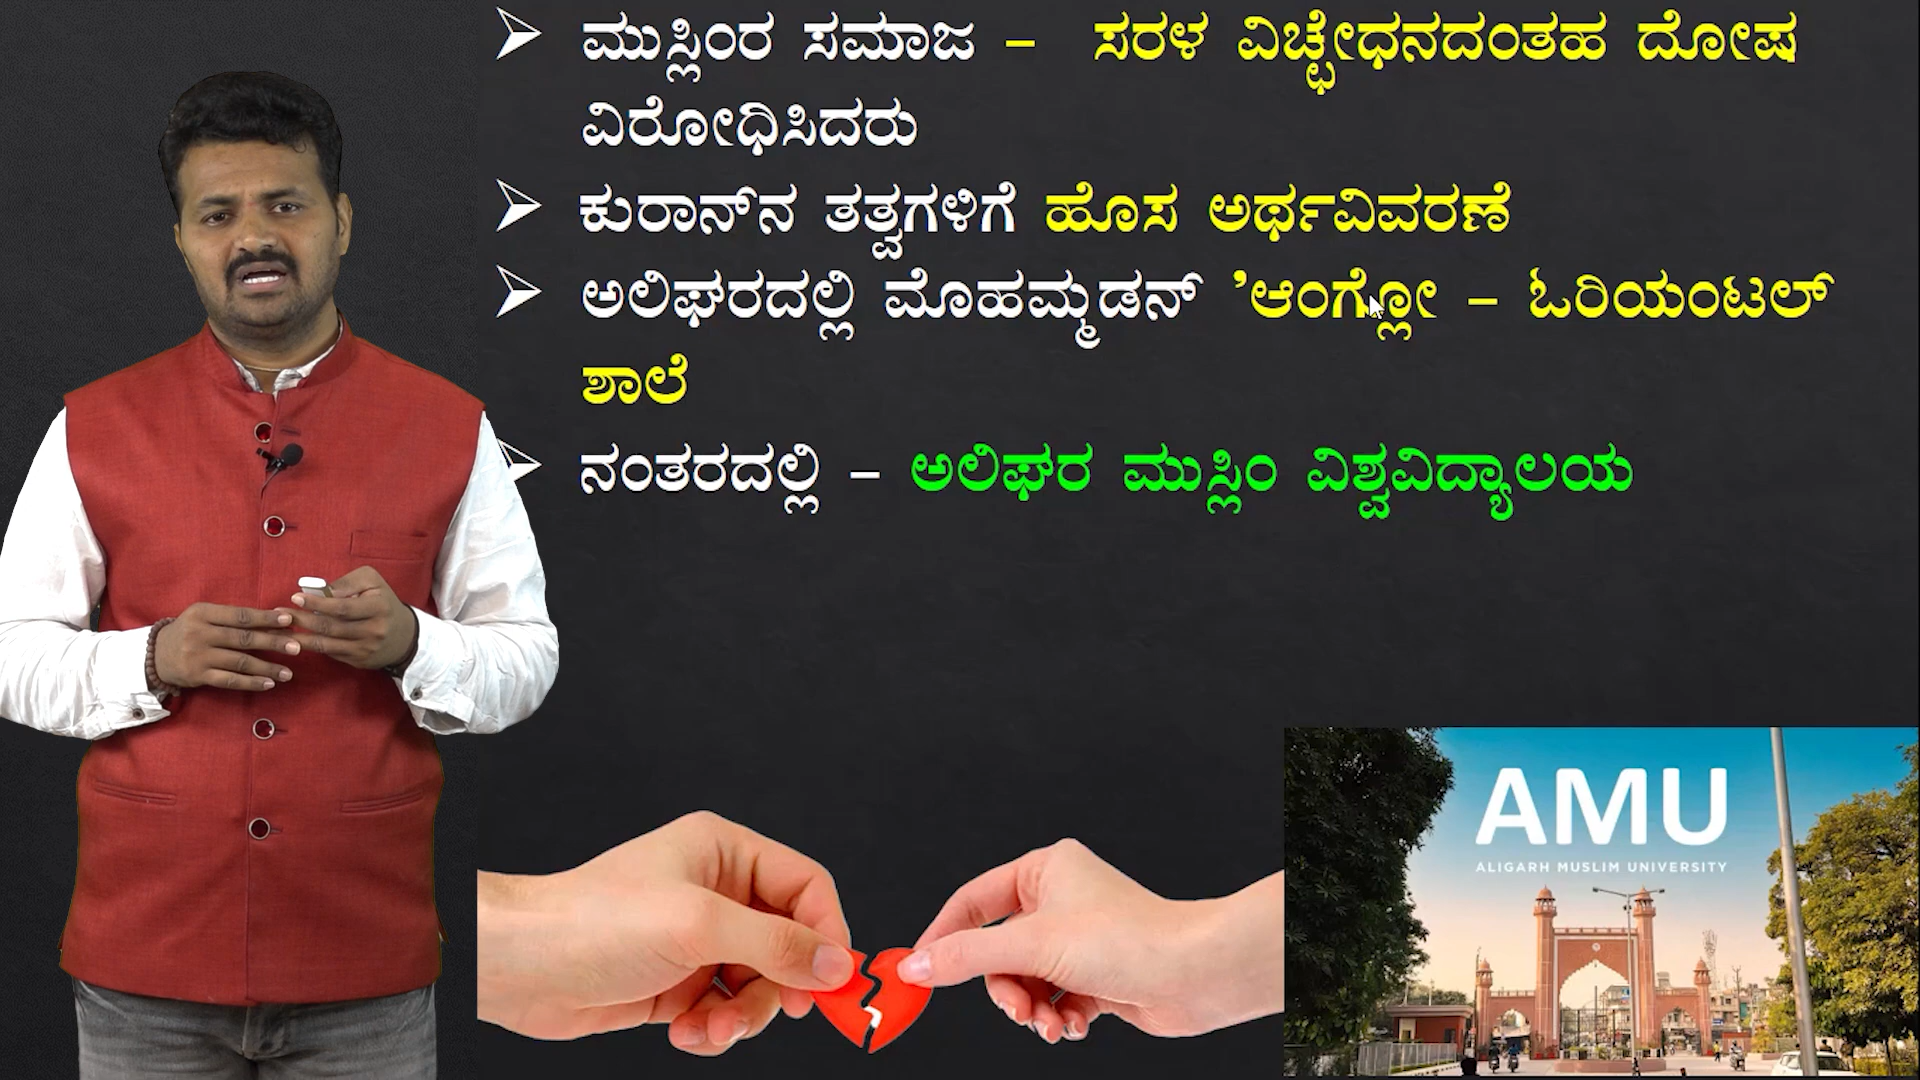 ಮುಸ್ಲಿಂರ ಸಮಾಜ – ಸರಳ ವಿಚ್ಛೇಧನದಂತಹ ದೋಷ
ವಿರೋಧಿಸಿದರು
ಕುರಾನ್‌ನ ತತ್ವಗಳಿಗೆ ಹೊಸ ಅರ್ಥವಿವರಣೆ
ಅಲಿಘರದಲ್ಲಿ ಮೊಹಮ್ಮಡನ್ 'ಆಂಗ್ಲೋ – ಓರಿಯಂಟಲ್
ಶಾಲೆ
ನಂತರದಲ್ಲಿ – ಅಲಿಘರ ಮುಸ್ಲಿಂ ವಿಶ್ವವಿದ್ಯಾಲಯ
AMU
ALIGARH MUSLIM UNIVERSITY